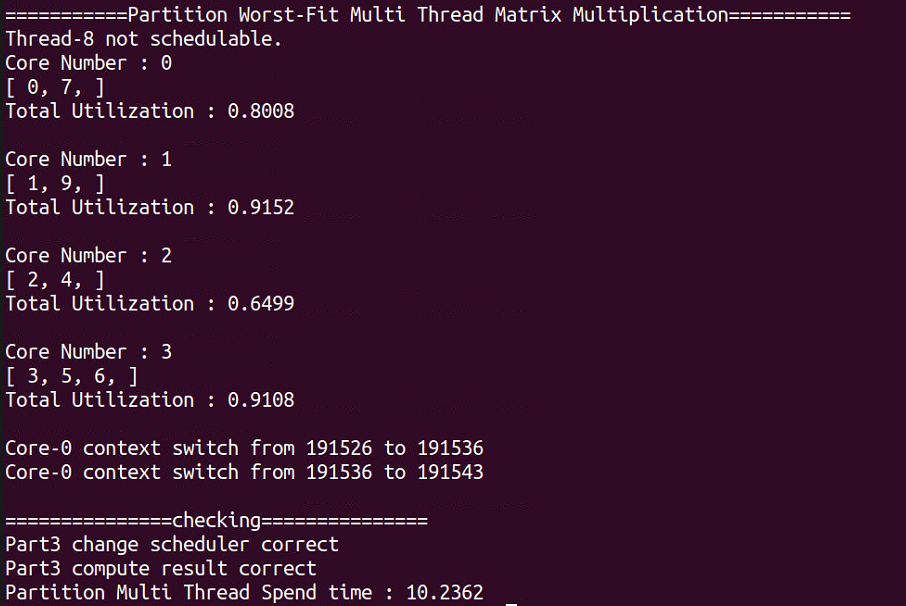 ===========Partition Worst-Fit Multi Thread Matrix Multiplication===========
Thread-8 not schedulable.
Core Number : 0
[ 0, 7, ]
Total Utilization : 0.8008
Core Number : 1
[ 1, 9, ]
Total Utilization : 0.9152
Core Number : 2
[ 2, 4, ]
Total Utilization : 0.6499
Core Number : 3
[ 3, 5, 6, ]
Total Utilization : 0.9108
Core-0 context switch from 191526 to 191536
Core-0 context switch from 191536 to 191543
===============checking===============
Part3 change scheduler correct
Part3 compute result correct
Partition Multi Thread Spend time : 10.2362